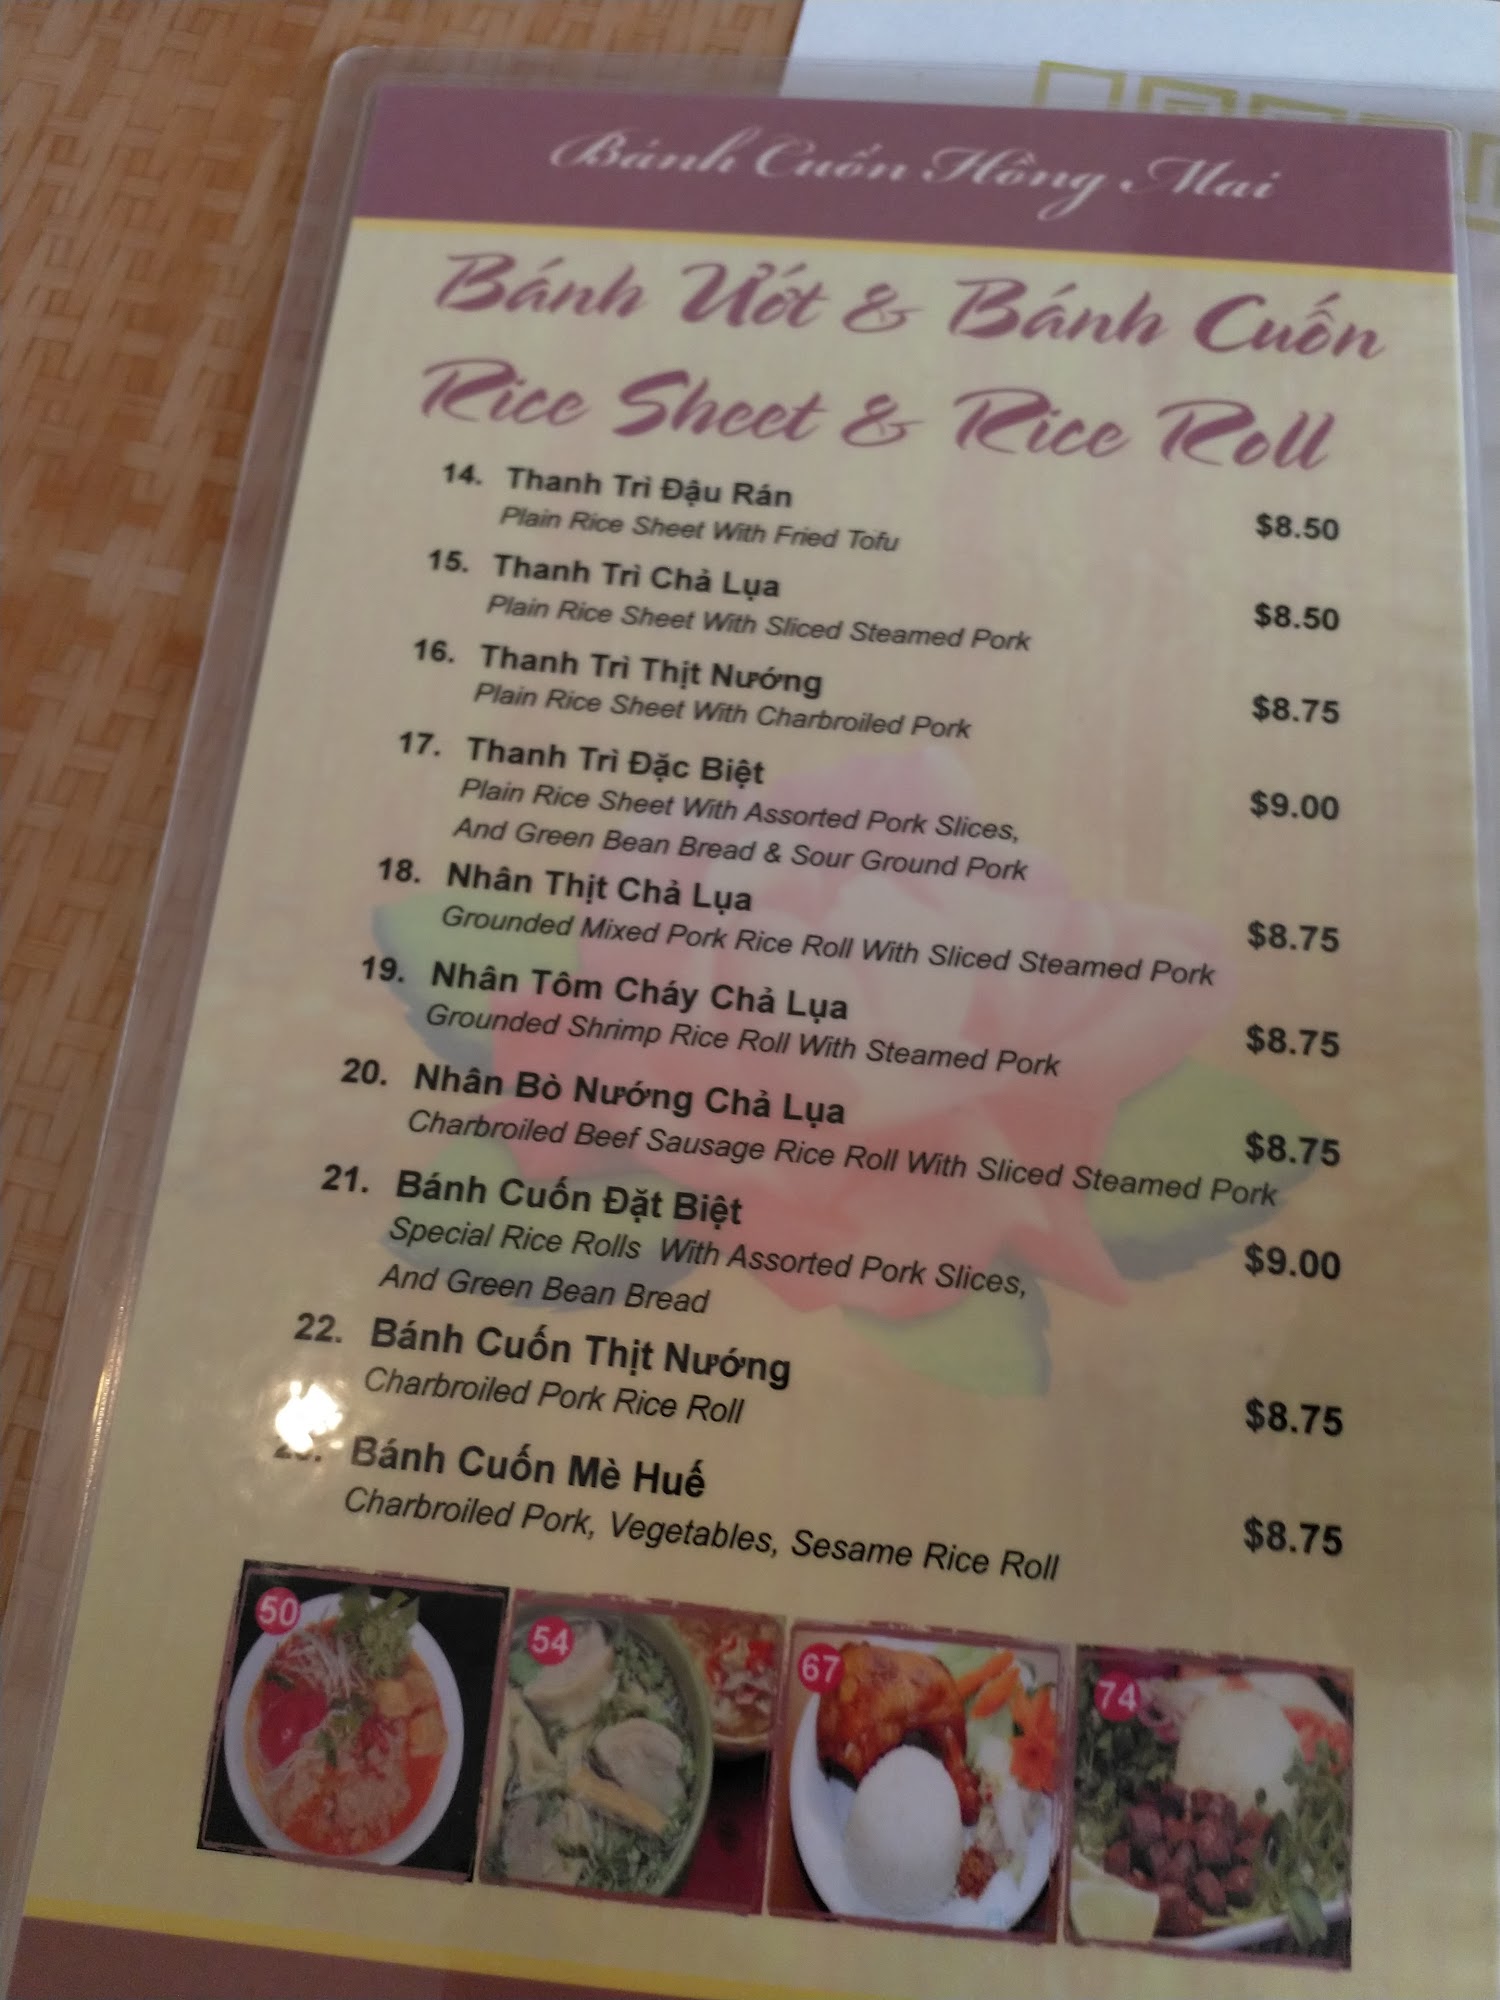 Bánh Cuốn Hồng Mai
Bánh Ướt & Bánh Cuốn
Rice Sheet & Rice Roll
14. Thanh Trì Đậu Rán $8.50
Plain Rice Sheet With Fried Tofu
15. Thanh Trì Chả Lụa $8.50
Plain Rice Sheet With Sliced Steamed Pork
16. Thanh Trì Thịt Nướng $8.75
Plain Rice Sheet With Charbroiled Pork
17. Thanh Trì Đặc Biệt $9.00
Plain Rice Sheet With Assorted Pork Slices,
And Green Bean Bread & Sour Ground Pork
18. Nhân Thịt Chả Lụa $8.75
Grounded Mixed Pork Rice Roll With Sliced Steamed Pork
19. Nhân Tôm Cháy Chả Lụa $8.75
Grounded Shrimp Rice Roll With Steamed Pork
20. Nhân Bò Nướng Chả Lụa $8.75
Charbroiled Beef Sausage Rice Roll With Sliced Steamed Pork
21. Bánh Cuốn Đặt Biệt $9.00
Special Rice Rolls With Assorted Pork Slices,
And Green Bean Bread
22. Bánh Cuốn Thịt Nướng $8.75
Charbroiled Pork Rice Roll
Bánh Cuốn Mè Huế $8.75
Charbroiled Pork, Vegetables, Sesame Rice Roll
50 54 67 74